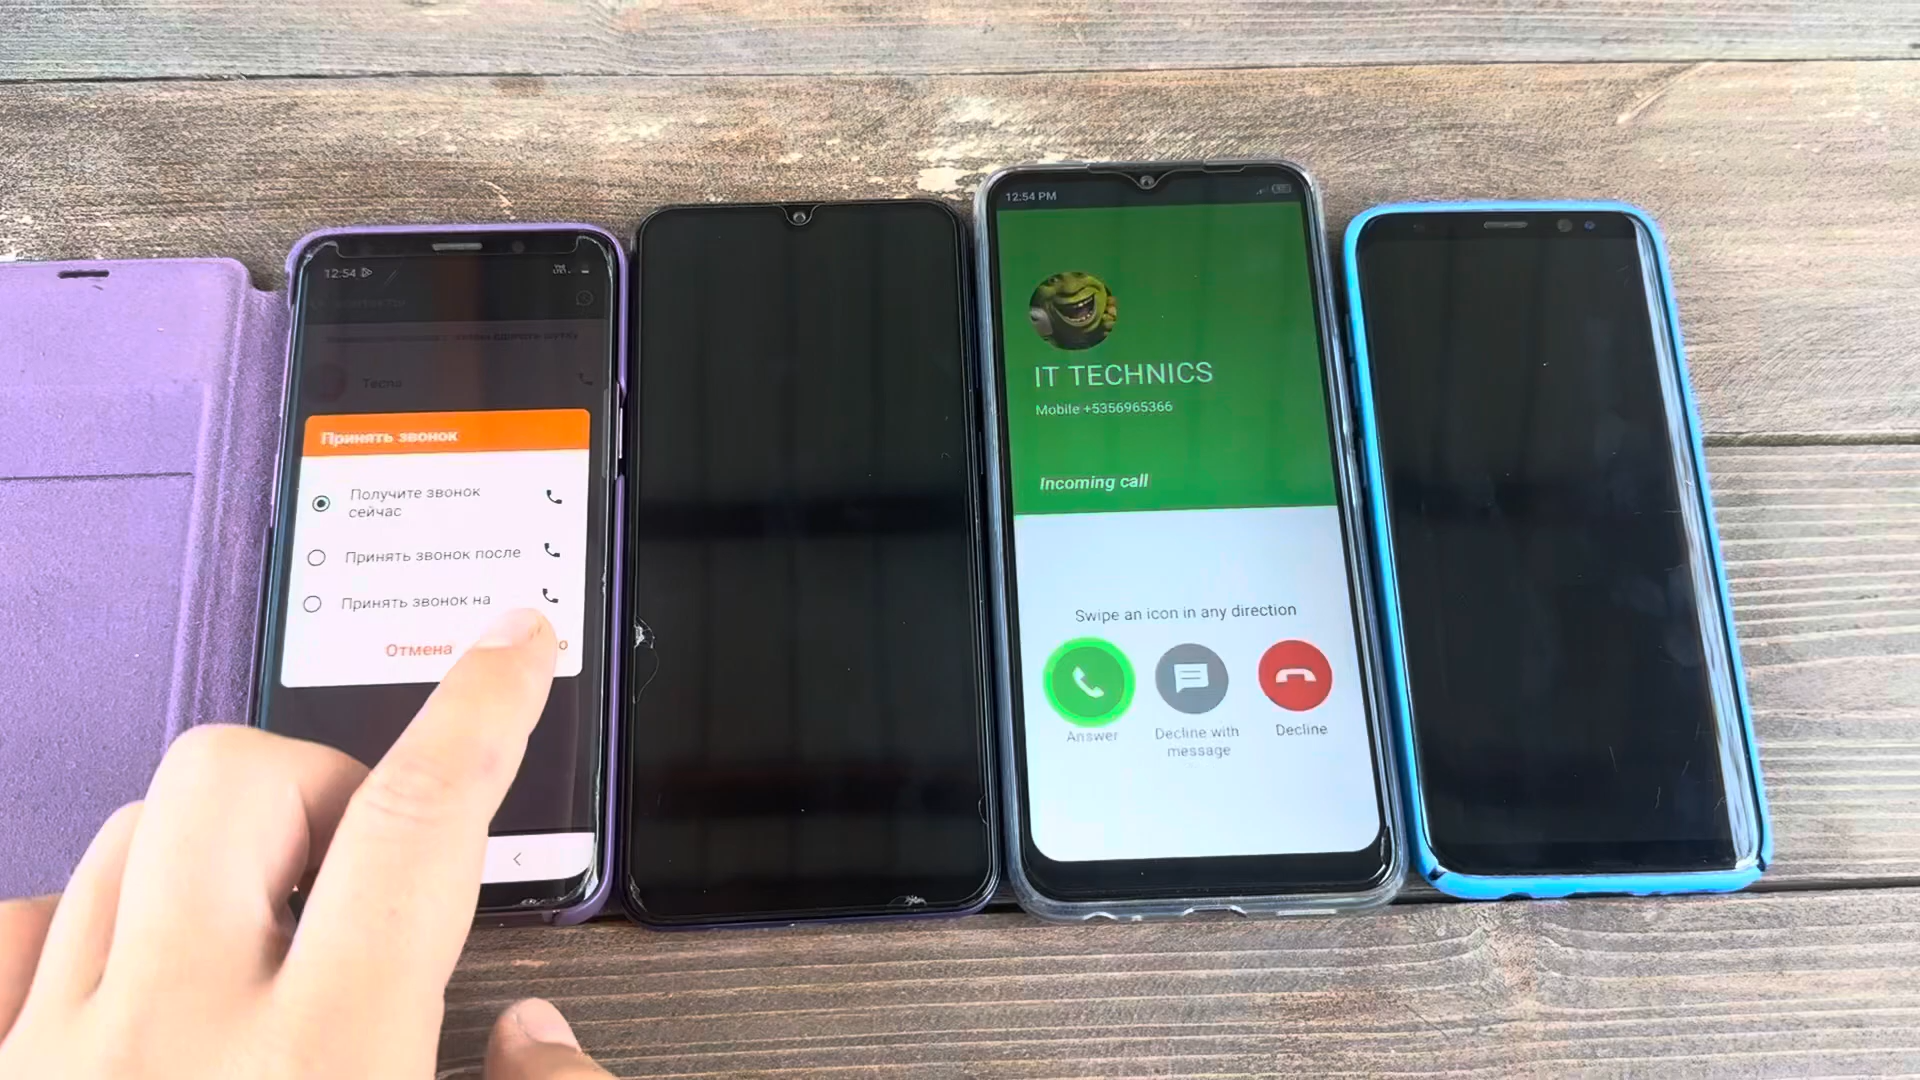 12:54
Tecna
Принять звонок
Получите звонок
сейчас
Принять звонок после
Принять звонок на
Отмена
12:54 PM
IT TECHNICS
Mobile +5356965366
Incoming call
Swipe an icon in any direction
Answer
Decline with
message
Decline